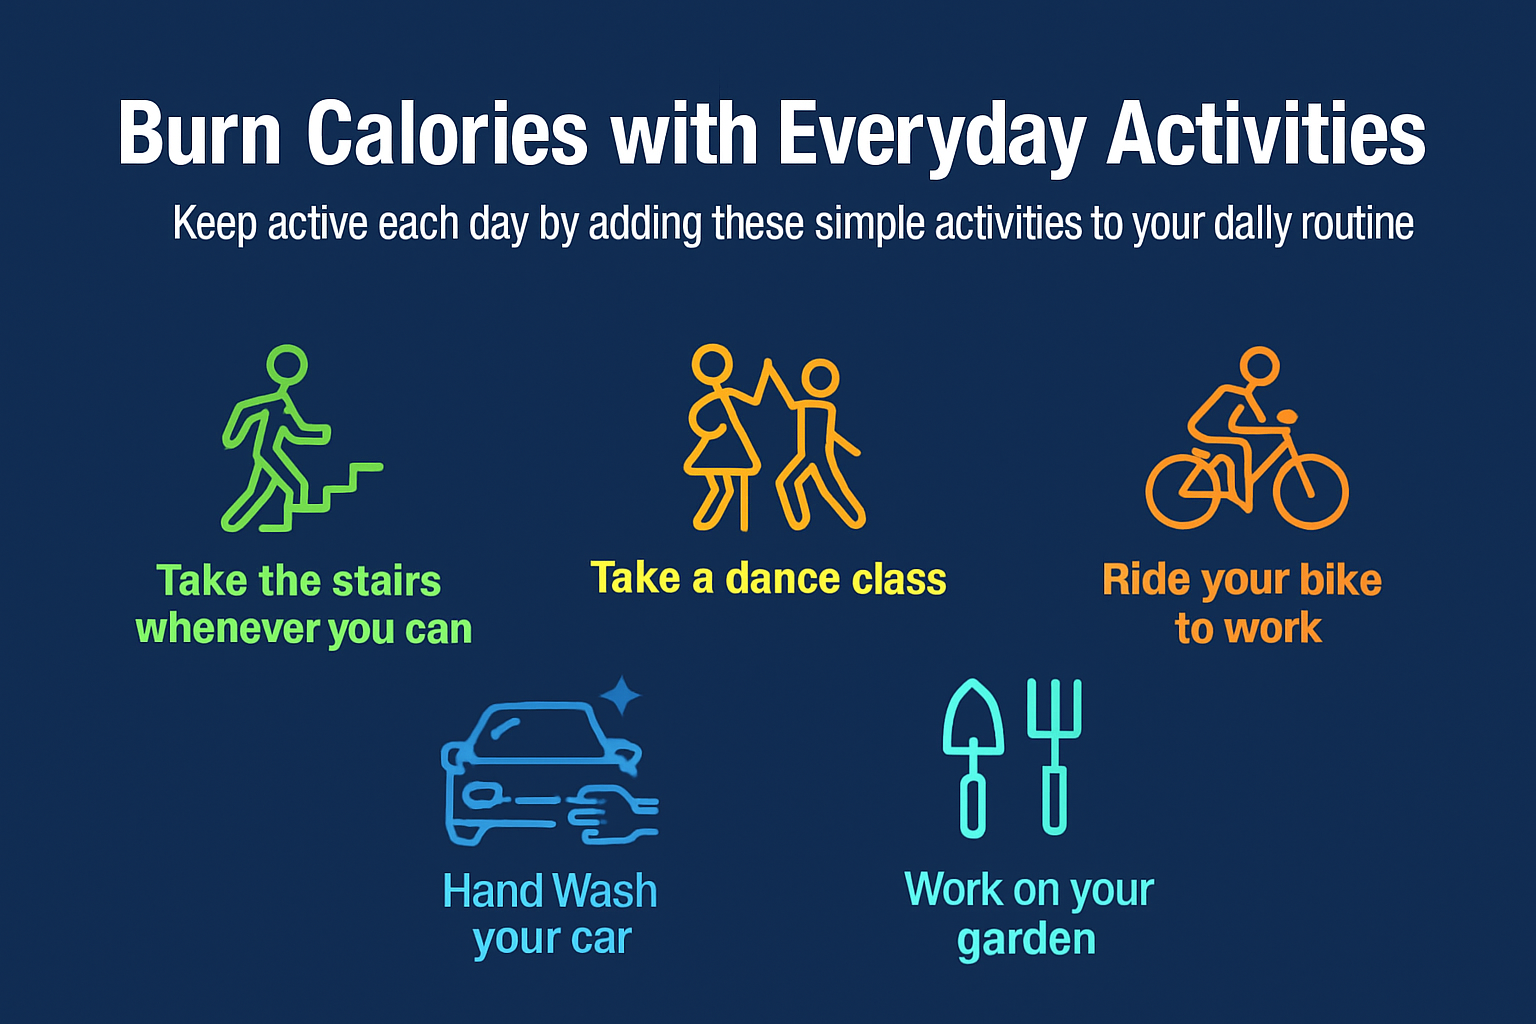 Burn Calories with Everyday Activities
Keep active each day by adding these simple activities to your dally routine
Take the stairs
whenever you can
Take a dance class
Ride your bike
to work
Hand Wash
your car
Work on your
garden